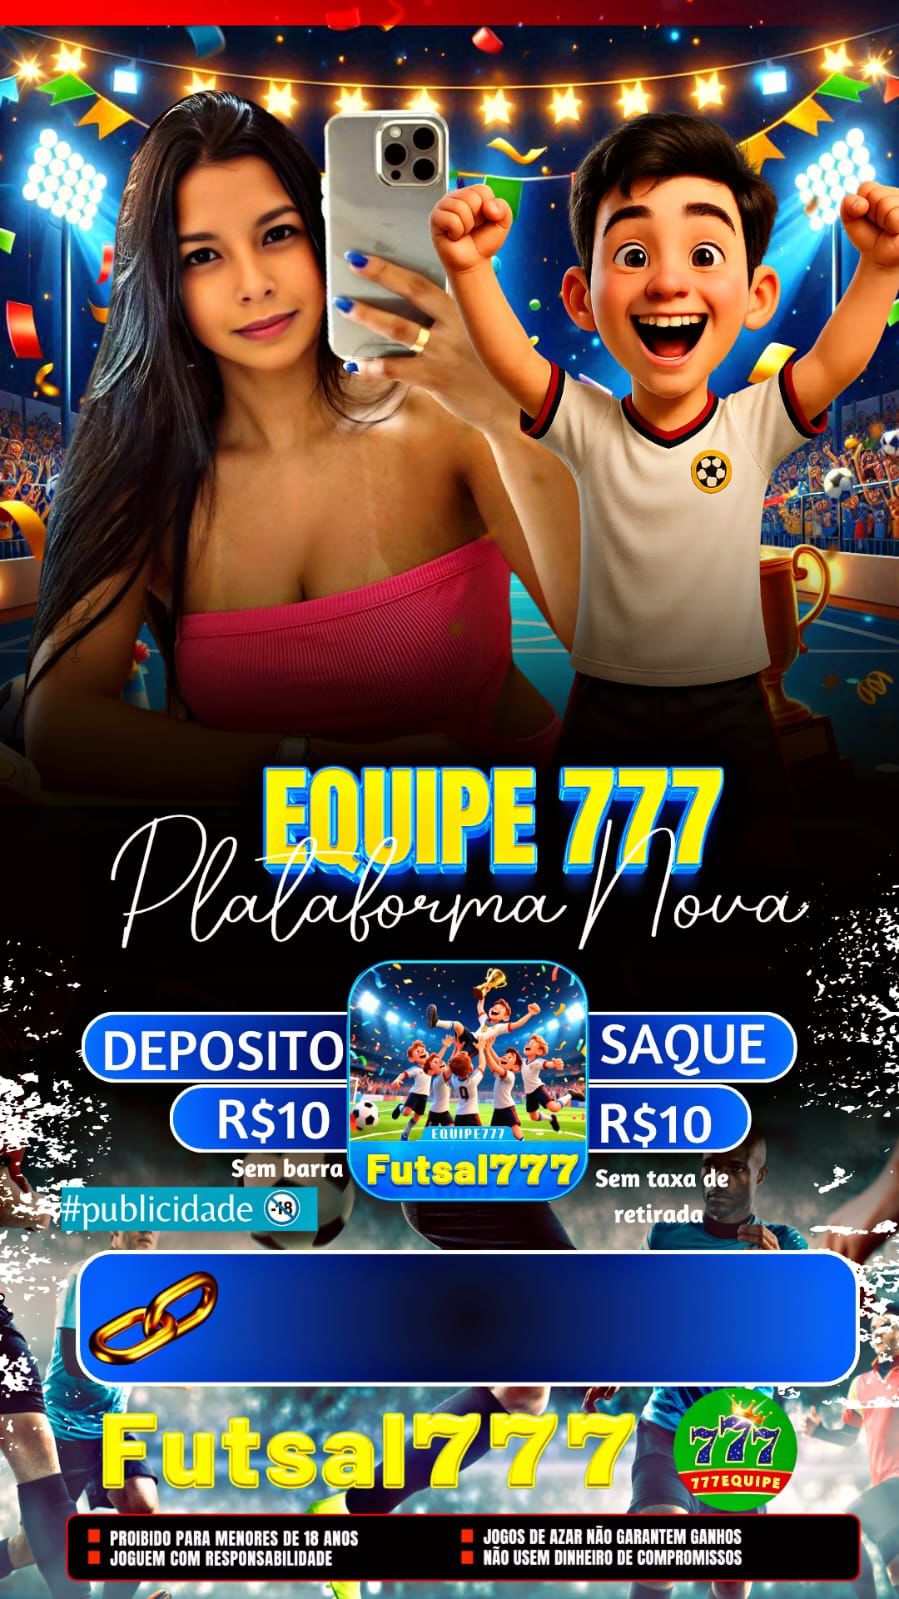 EQUIPE 777
Plataforma Nova
DEPOSITO
R$10
Sem barra
SAQUE
R$10
Sem taxa de
retirada
9
EQUIPE777
Futsal777
#publicidade -18
Futsal777
777
777EQUIPE
PROIBIDO PARA MENORES DE 18 ANOS
JOGUEM COM RESPONSABILIDADE
JOGOS DE AZAR NÃO GARANTEM GANHOS
NÃO USEM DINHEIRO DE COMPROMISSOS